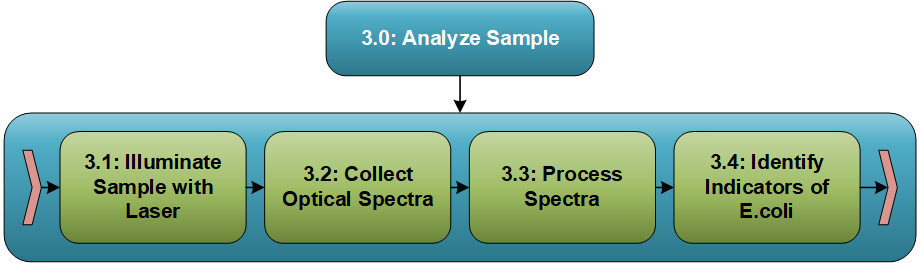 3.0: Analyze Sample
3.1: Illuminate
Sample with
Laser
3.2: Collect
Optical Spectra
3.3: Process
Spectra
3.4: Identify
Indicators of
E.coli